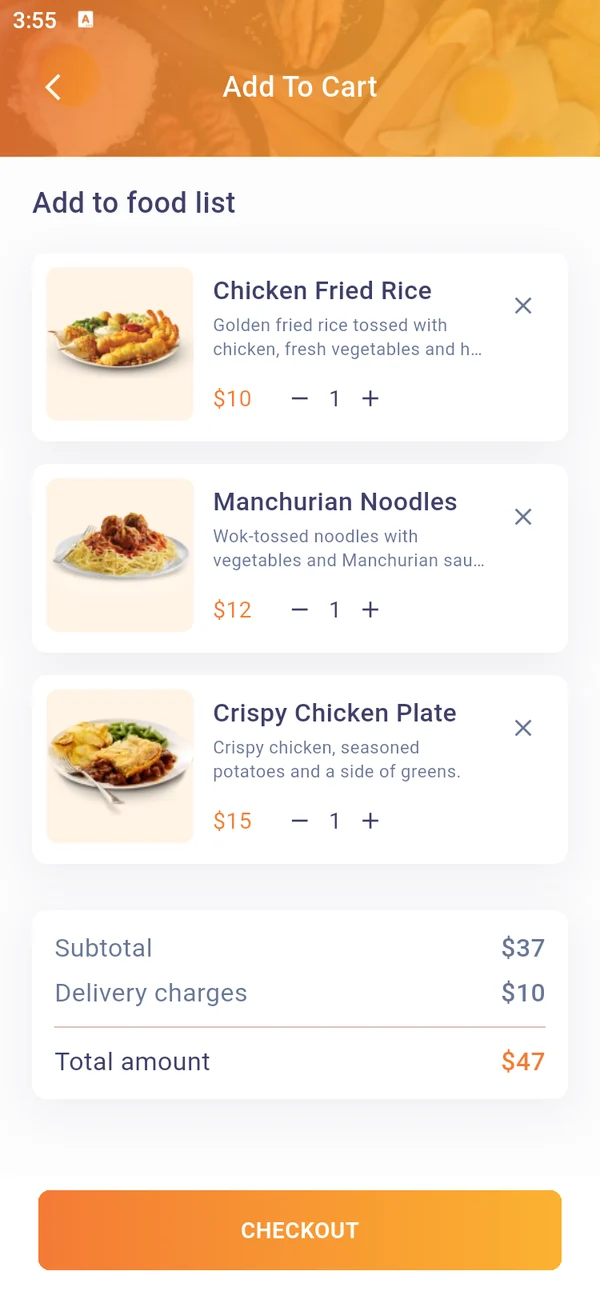 3:55
A
Add To Cart
Add to food list
Chicken Fried Rice
Golden fried rice tossed with
chicken, fresh vegetables and h...
$10 — 1 +
Manchurian Noodles
Wok-tossed noodles with
vegetables and Manchurian sau...
$12 — 1 +
Crispy Chicken Plate
Crispy chicken, seasoned
potatoes and a side of greens.
$15 — 1 +
Subtotal $37
Delivery charges $10
Total amount $47
CHECKOUT